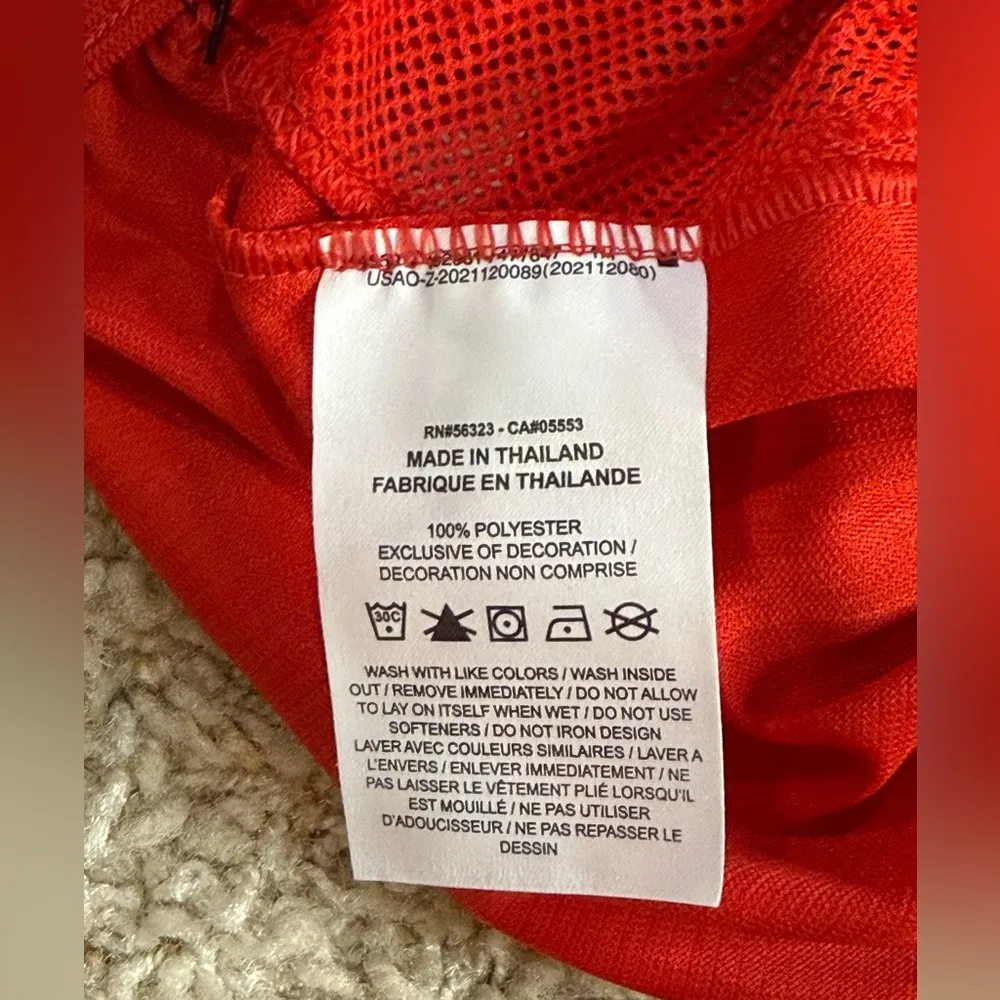 USAO-Z-2021120089(202112080)
RN#56323 - CA#05553
MADE IN THAILAND
FABRIQUE EN THAILANDE
100% POLYESTER
EXCLUSIVE OF DECORATION /
DECORATION NON COMPRISE
30C
WASH WITH LIKE COLORS / WASH INSIDE
OUT / REMOVE IMMEDIATELY / DO NOT ALLOW
TO LAY ON ITSELF WHEN WET / DO NOT USE
SOFTENERS / DO NOT IRON DESIGN
LAVER AVEC COULEURS SIMILAIRES / LAVER A
L'ENVERS / ENLEVER IMMEDIATEMENT / NE
PAS LAISSER LE VÊTEMENT PLIÉ LORSQU'IL
EST MOUILLÉ / NE PAS UTILISER
D'ADOUCISSEUR / NE PAS REPASSER LE
DESSIN